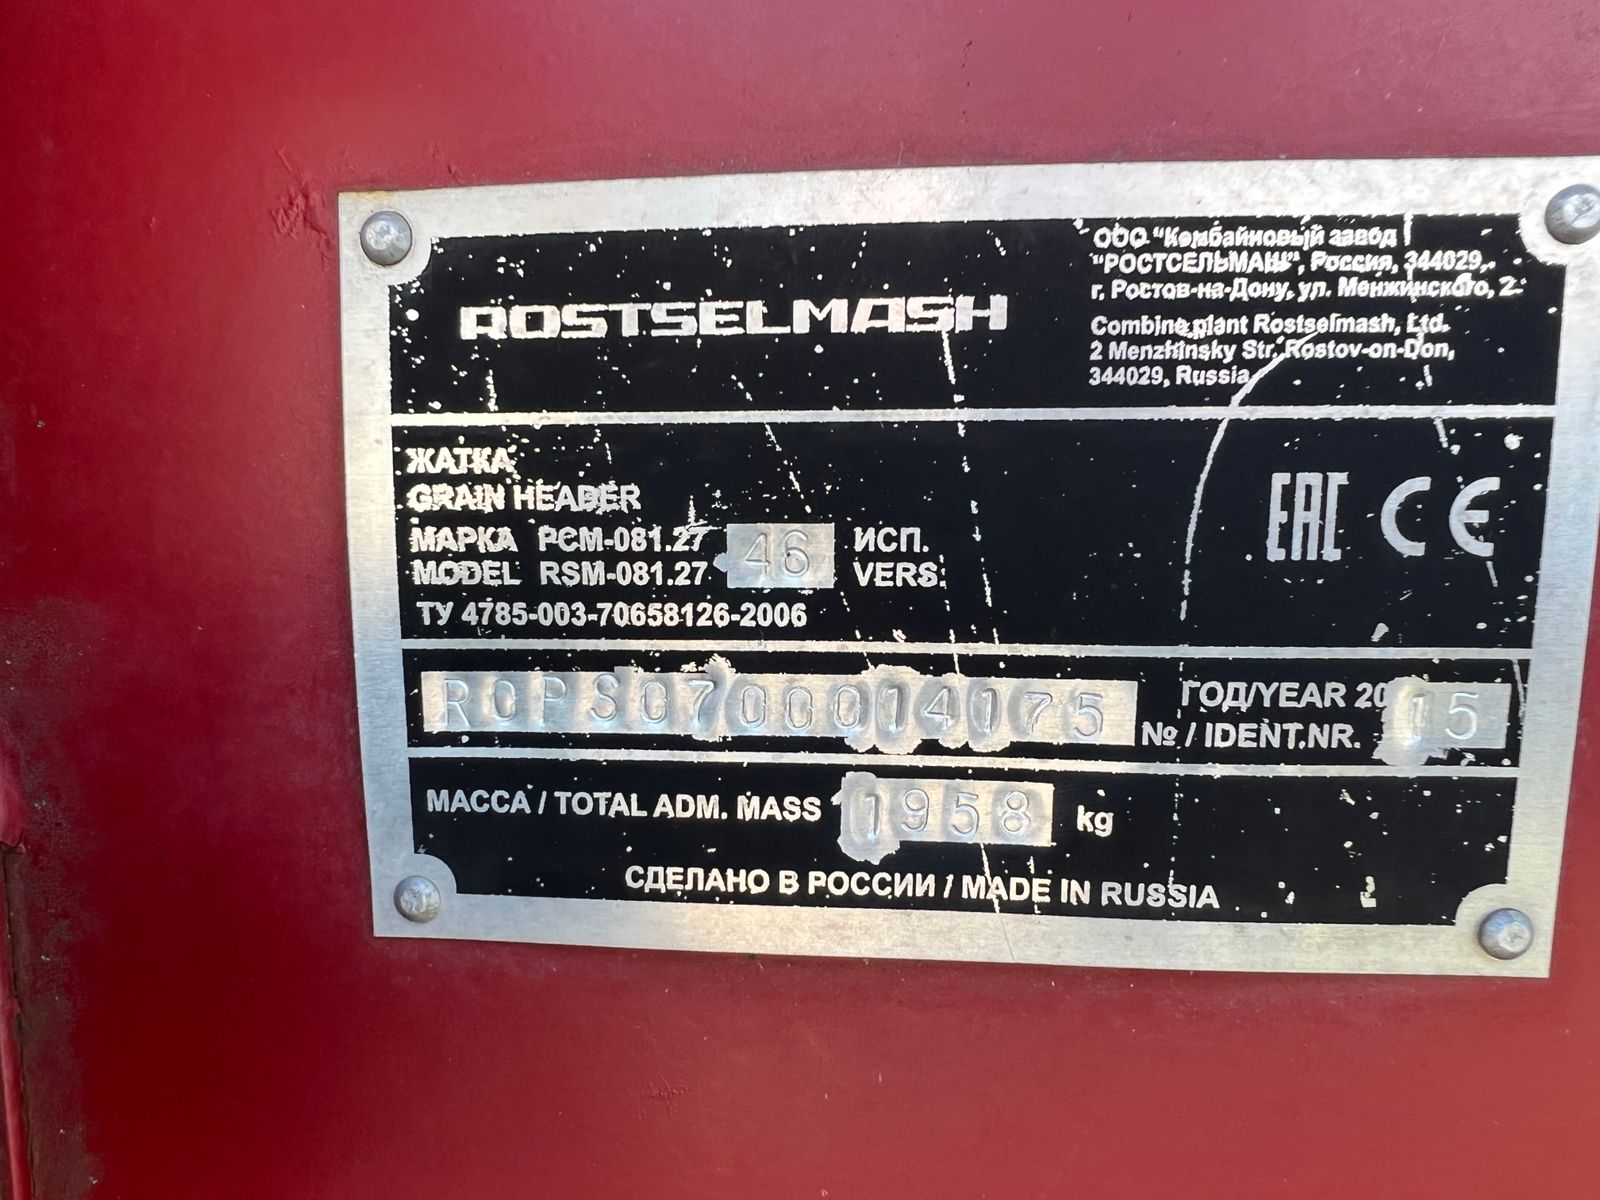 ROSTSELMASH
ООО "Комбайновый завод
"РОСТСЕЛЬМАШ", Россия, 344029,
г. Ростов-на-Дону, ул. Менжинского, 2
Combine plant Rostselmash, Ltd.
2 Menzhinsky Str. Rostov-on-Don,
344029, Russia
ЖАТКА
GRAIN HEADER
МАРКА РСМ-081.27 46 ИСП.
MODEL RSM-081.27 VERS.
ТУ 4785-003-70658126-2006
EAC CE
R0PS0700014175 ГОД/YEAR 2015
№ / IDENT.NR.
МАССА / TOTAL ADM. MASS 1958 kg
СДЕЛАНО В РОССИИ / MADE IN RUSSIA